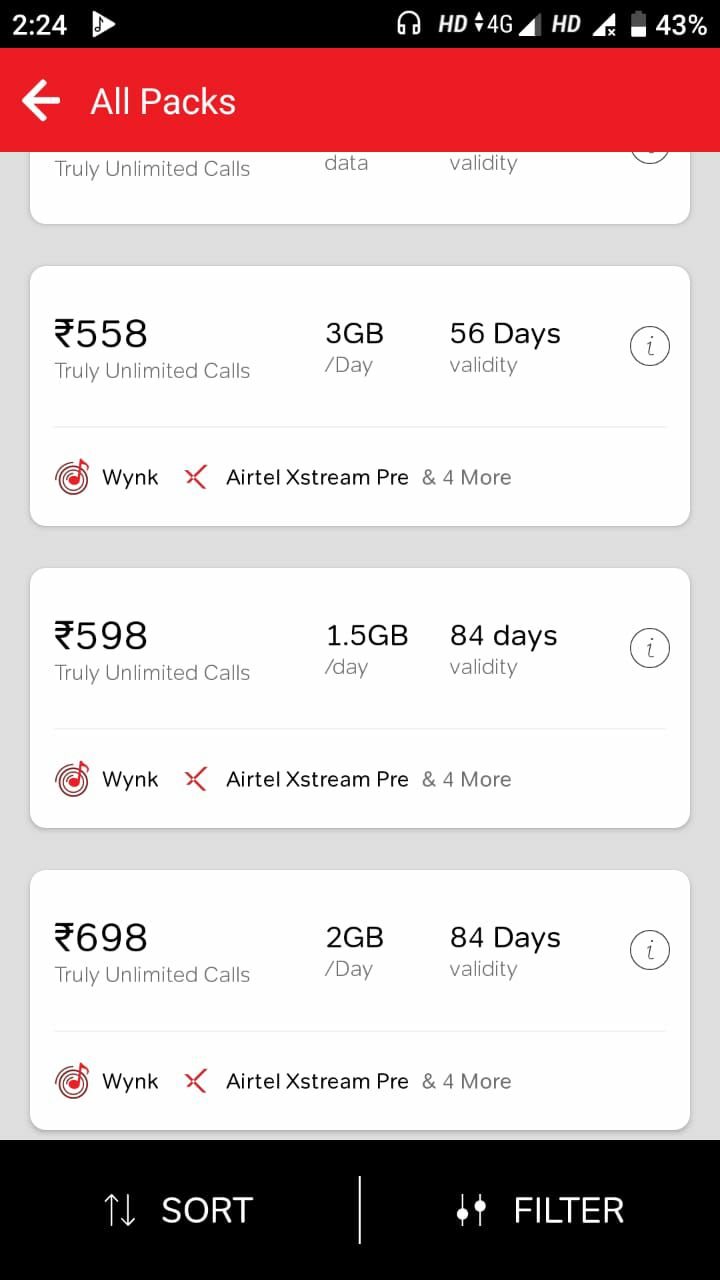 2:24 HD 4G HD 43%
All Packs
Truly Unlimited Calls data validity
₹558 3GB 56 Days
Truly Unlimited Calls /Day validity
Wynk Airtel Xstream Pre & 4 More
₹598 1.5GB 84 days
Truly Unlimited Calls /day validity
Wynk Airtel Xstream Pre & 4 More
₹698 2GB 84 Days
Truly Unlimited Calls /Day validity
Wynk Airtel Xstream Pre & 4 More
SORT FILTER